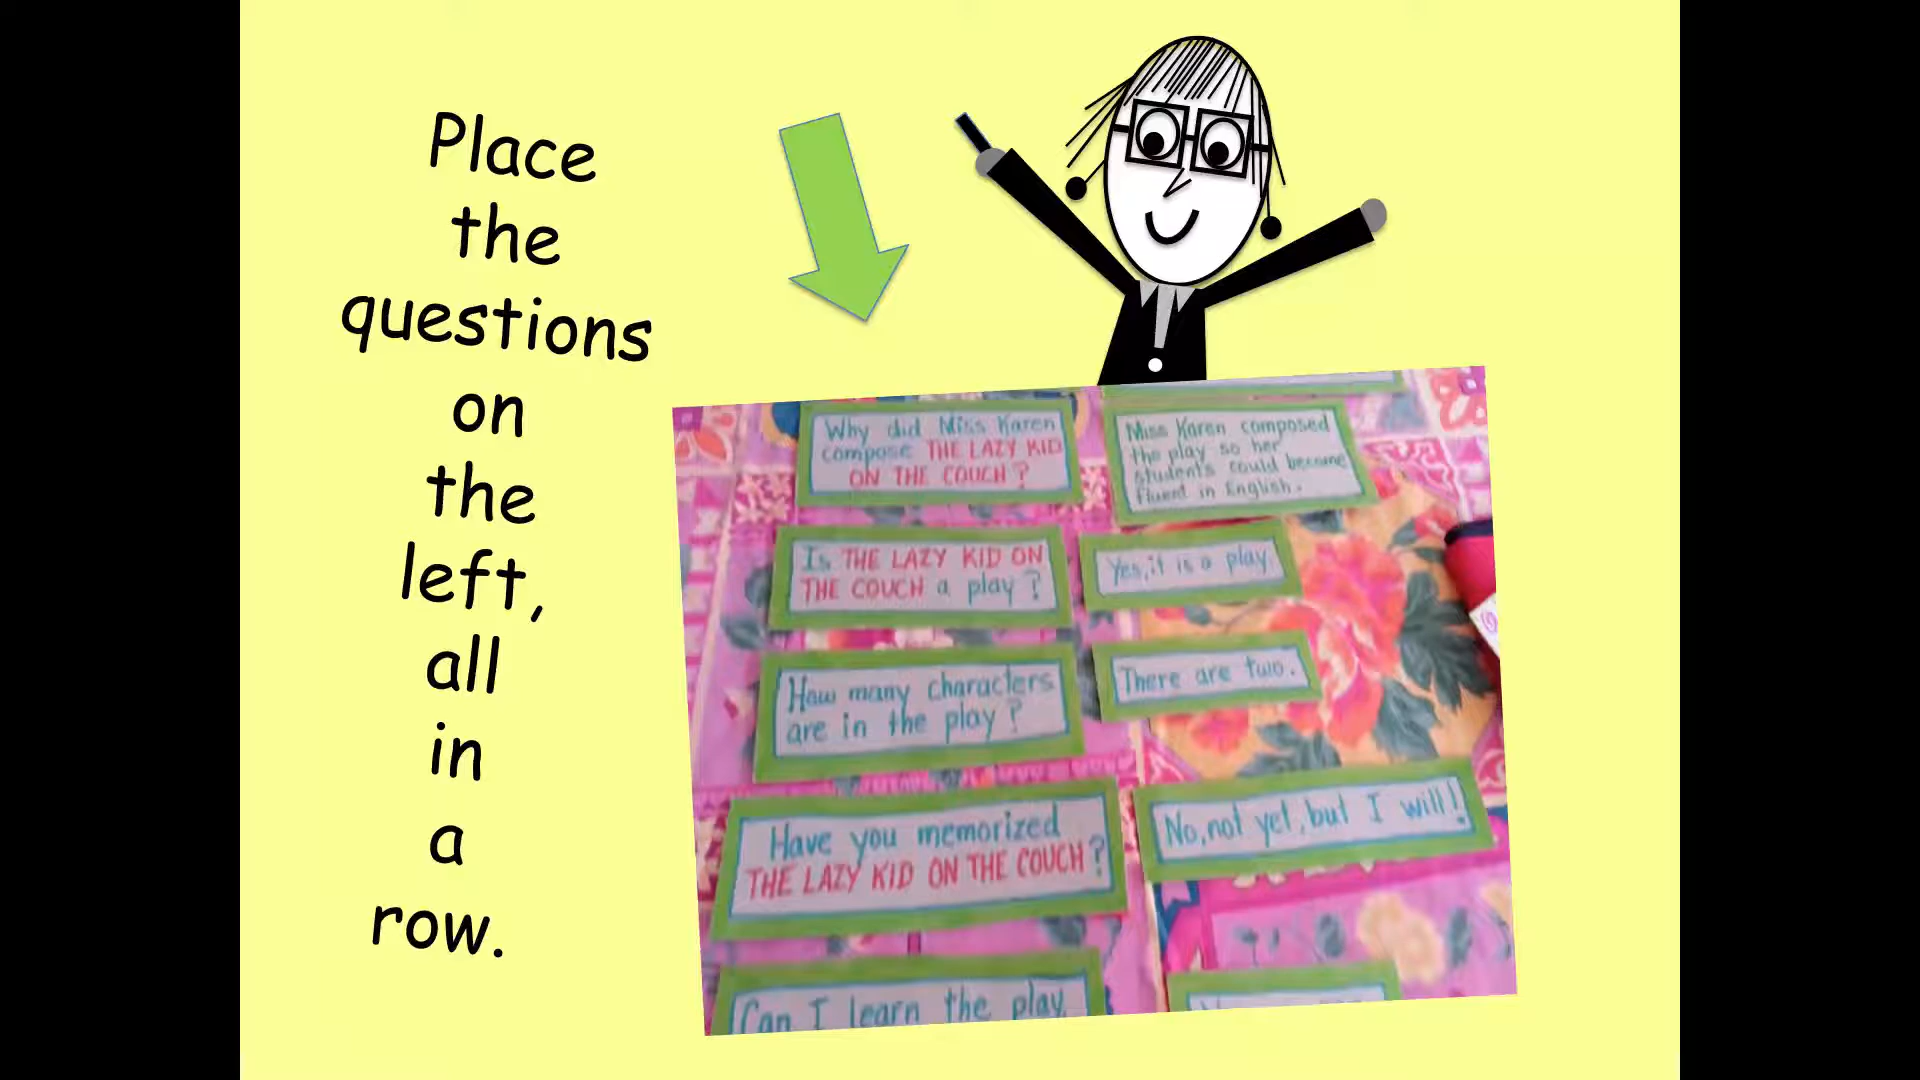 Place
the
questions
on
the
left,
all
in
a
row.
Why did Miss Karen
compose THE LAZY KID
ON THE COUCH?
Miss Karen composed
the play so her
students could become
fluent in English.
Is THE LAZY KID ON
THE COUCH a play?
Yes, it is a play.
How many characters
are in the play?
There are two.
Have you memorized
THE LAZY KID ON THE COUCH?
No, not yet, but I will!
Can I learn the play